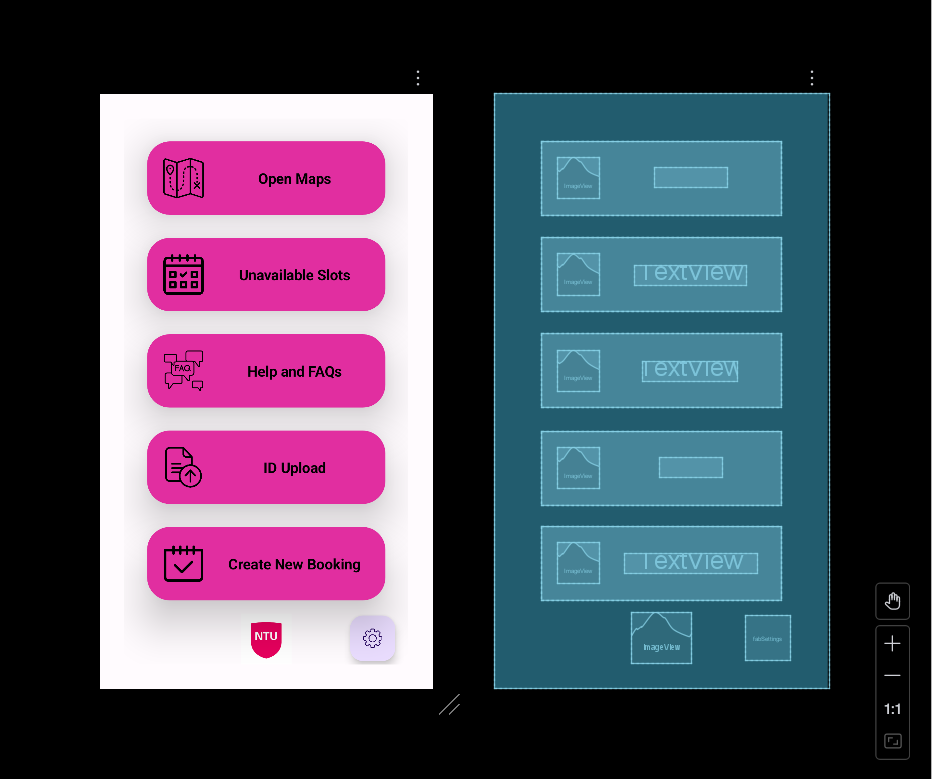 Open Maps
Unavailable Slots
FAQ
Help and FAQs
ID Upload
Create New Booking
NTU
ImageView
ImageView
TextView
ImageView
TextView
ImageView
ImageView
TextView
ImageView
fabSettings
1:1